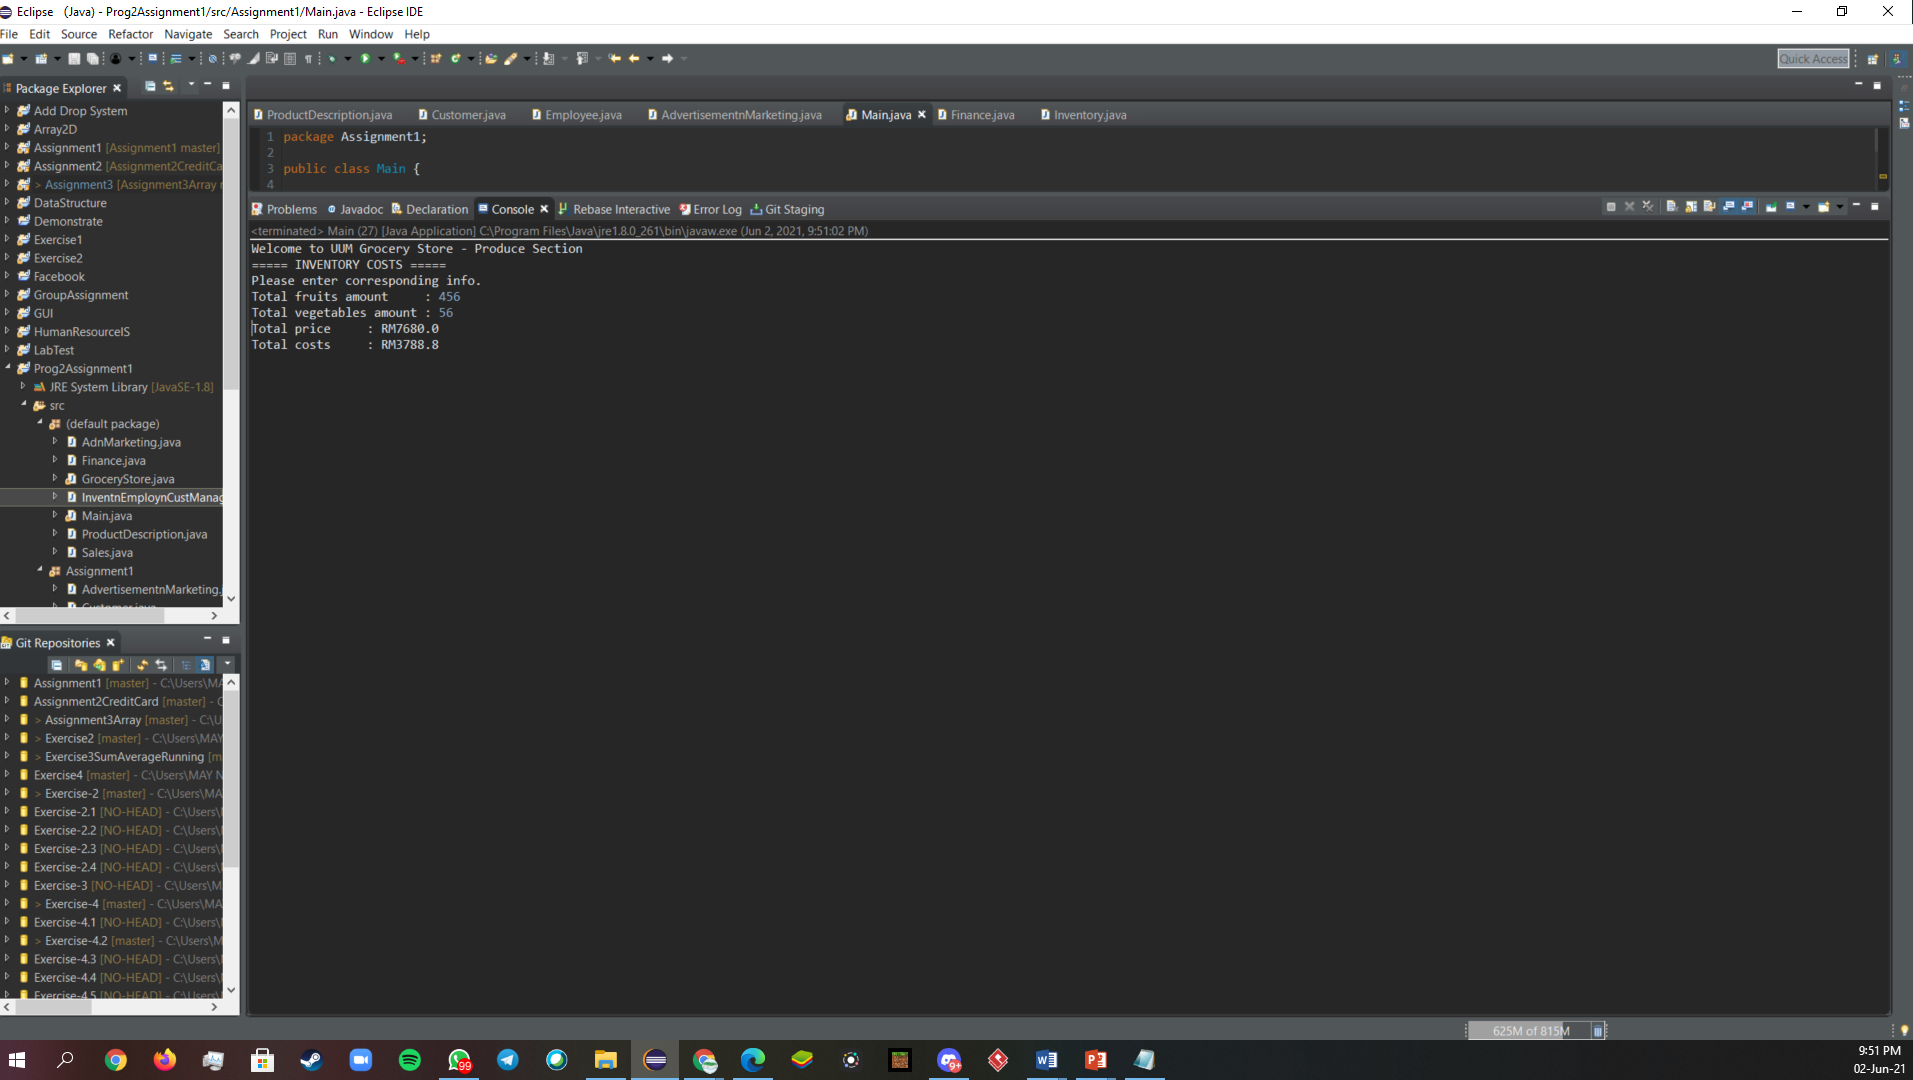 Eclipse (Java) - Prog2Assignment1/src/Assignment1/Main.java - Eclipse IDE
File Edit Source Refactor Navigate Search Project Run Window Help
Quick Access
Package Explorer
Add Drop System
Array2D
Assignment1 [Assignment1 master]
Assignment2 [Assignment2CreditCa
> Assignment3 [Assignment3Array
DataStructure
Demonstrate
Exercise1
Exercise2
Facebook
GroupAssignment
GUI
HumanResourceIS
LabTest
Prog2Assignment1
JRE System Library [JavaSE-1.8]
src
(default package)
AdnMarketing.java
Finance.java
GroceryStore.java
InventnEmploynCustManag
Main.java
ProductDescription.java
Sales.java
Assignment1
AdvertisementnMarketing.
Customer.java
Git Repositories
Assignment1 [master] - C:\Users\MA
Assignment2CreditCard [master] - C
> Assignment3Array [master] - C:\U
> Exercise2 [master] - C:\Users\MAY
> Exercise3SumAverageRunning [m
Exercise4 [master] - C:\Users\MAY N
> Exercise-2 [master] - C:\Users\MA
Exercise-2.1 [NO-HEAD] - C:\Users\
Exercise-2.2 [NO-HEAD] - C:\Users\
Exercise-2.3 [NO-HEAD] - C:\Users\
Exercise-2.4 [NO-HEAD] - C:\Users\
Exercise-3 [NO-HEAD] - C:\Users\M
> Exercise-4 [master] - C:\Users\MA
Exercise-4.1 [NO-HEAD] - C:\Users\
> Exercise-4.2 [master] - C:\Users\M
Exercise-4.3 [NO-HEAD] - C:\Users\
Exercise-4.4 [NO-HEAD] - C:\Users\
Exercise-4.5 [NO-HEAD] - C:\Users\
ProductDescription.java Customer.java Employee.java AdvertisementnMarketing.java Main.java Finance.java Inventory.java
1 package Assignment1;
2
3 public class Main {
4
Problems Javadoc Declaration Console Rebase Interactive Error Log Git Staging
<terminated> Main (27) [Java Application] C:\Program Files\Java\jre1.8.0_261\bin\javaw.exe (Jun 2, 2021, 9:51:02 PM)
Welcome to UUM Grocery Store - Produce Section
===== INVENTORY COSTS =====
Please enter corresponding info.
Total fruits amount     : 456
Total vegetables amount : 56
Total price     : RM7680.0
Total costs     : RM3788.8
625M of 815M
99
9+
9:51 PM
02-Jun-21